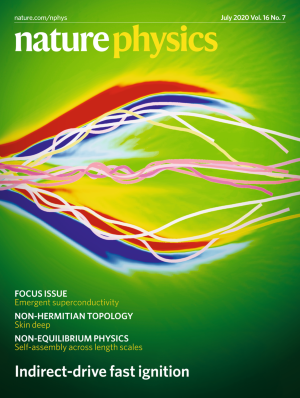 nature.com/nphys
July 2020 Vol. 16 No. 7
nature physics
FOCUS ISSUE
Emergent superconductivity
NON-HERMITIAN TOPOLOGY
Skin deep
NON-EQUILIBRIUM PHYSICS
Self-assembly across length scales
Indirect-drive fast ignition